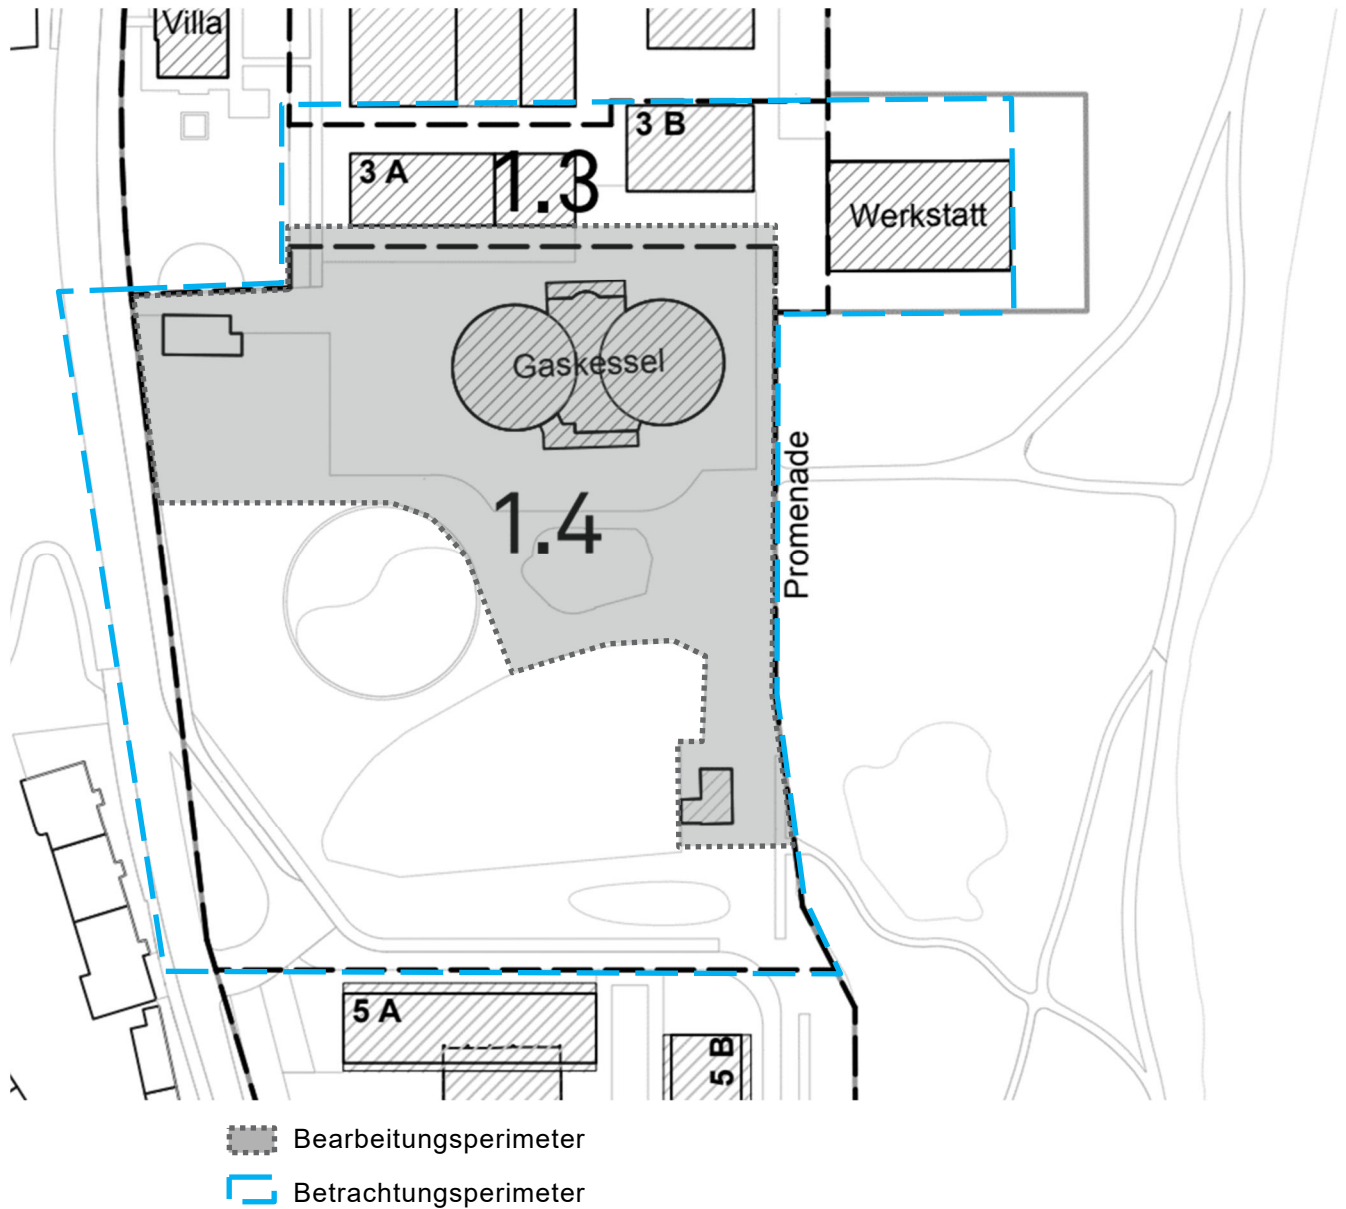 Villa
3 B
3 A
1.3
Werkstatt
Gaskessel
Promenade
1.4
5 A
5 B
Bearbeitungsperimeter
Betrachtungsperimeter